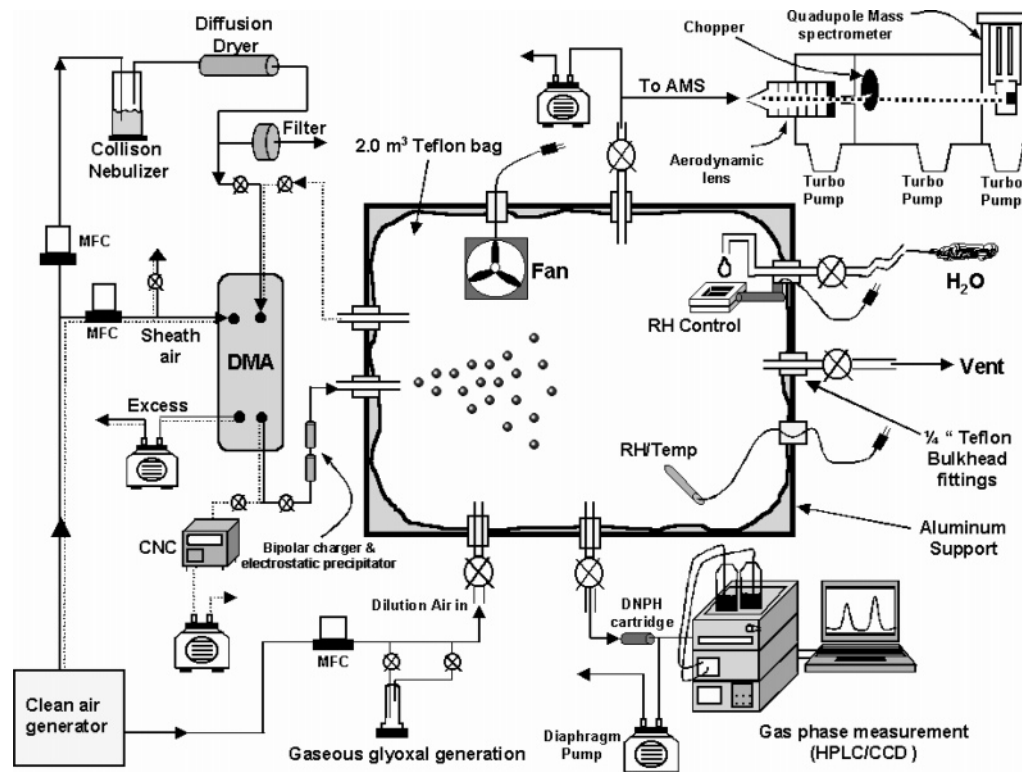 Diffusion
Dryer
Collison
Nebulizer
Filter
2.0 m³ Teflon bag
To AMS
Chopper
Quadupole Mass
spectrometer
Aerodynamic
lens
Turbo
Pump
Turbo
Pump
Turbo
Pump
MFC
MFC
Sheath
air
DMA
Excess
CNC
Bipolar charger &
electrostatic precipitator
Fan
RH Control
H₂O
Vent
RH/Temp
¼ “ Teflon
Bulkhead
fittings
Aluminum
Support
Dilution Air in
MFC
DNPH
cartridge
Clean air
generator
Gaseous glyoxal generation
Diaphragm
Pump
Gas phase measurement
(HPLC/CCD )